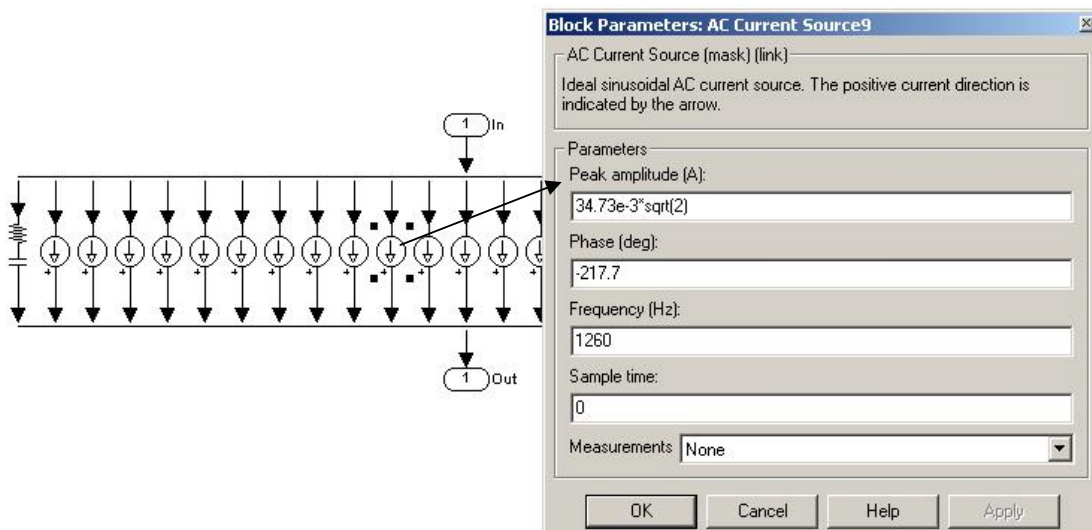 Block Parameters: AC Current Source9
AC Current Source (mask) (link)
Ideal sinusoidal AC current source. The positive current direction is
indicated by the arrow.
Parameters
Peak amplitude (A):
34.73e-3*sqrt(2)
Phase (deg):
-217.7
Frequency (Hz):
1260
Sample time:
0
Measurements None
OK Cancel Help Apply
1 In
1 Out